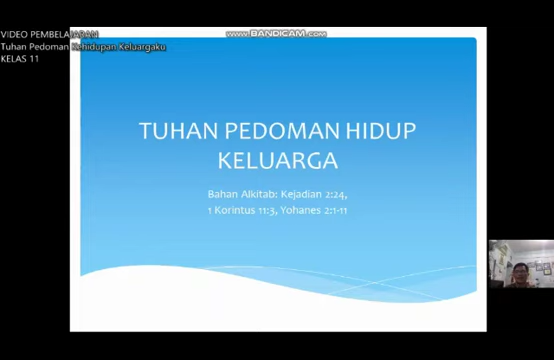 VIDEO PEMBELAJARAN
Tuhan Pedoman Kehidupan Keluargaku
KELAS 11
www.BANDICAM.com
TUHAN PEDOMAN HIDUP
KELUARGA
Bahan Alkitab: Kejadian 2:24,
1 Korintus 11:3, Yohanes 2:1-11